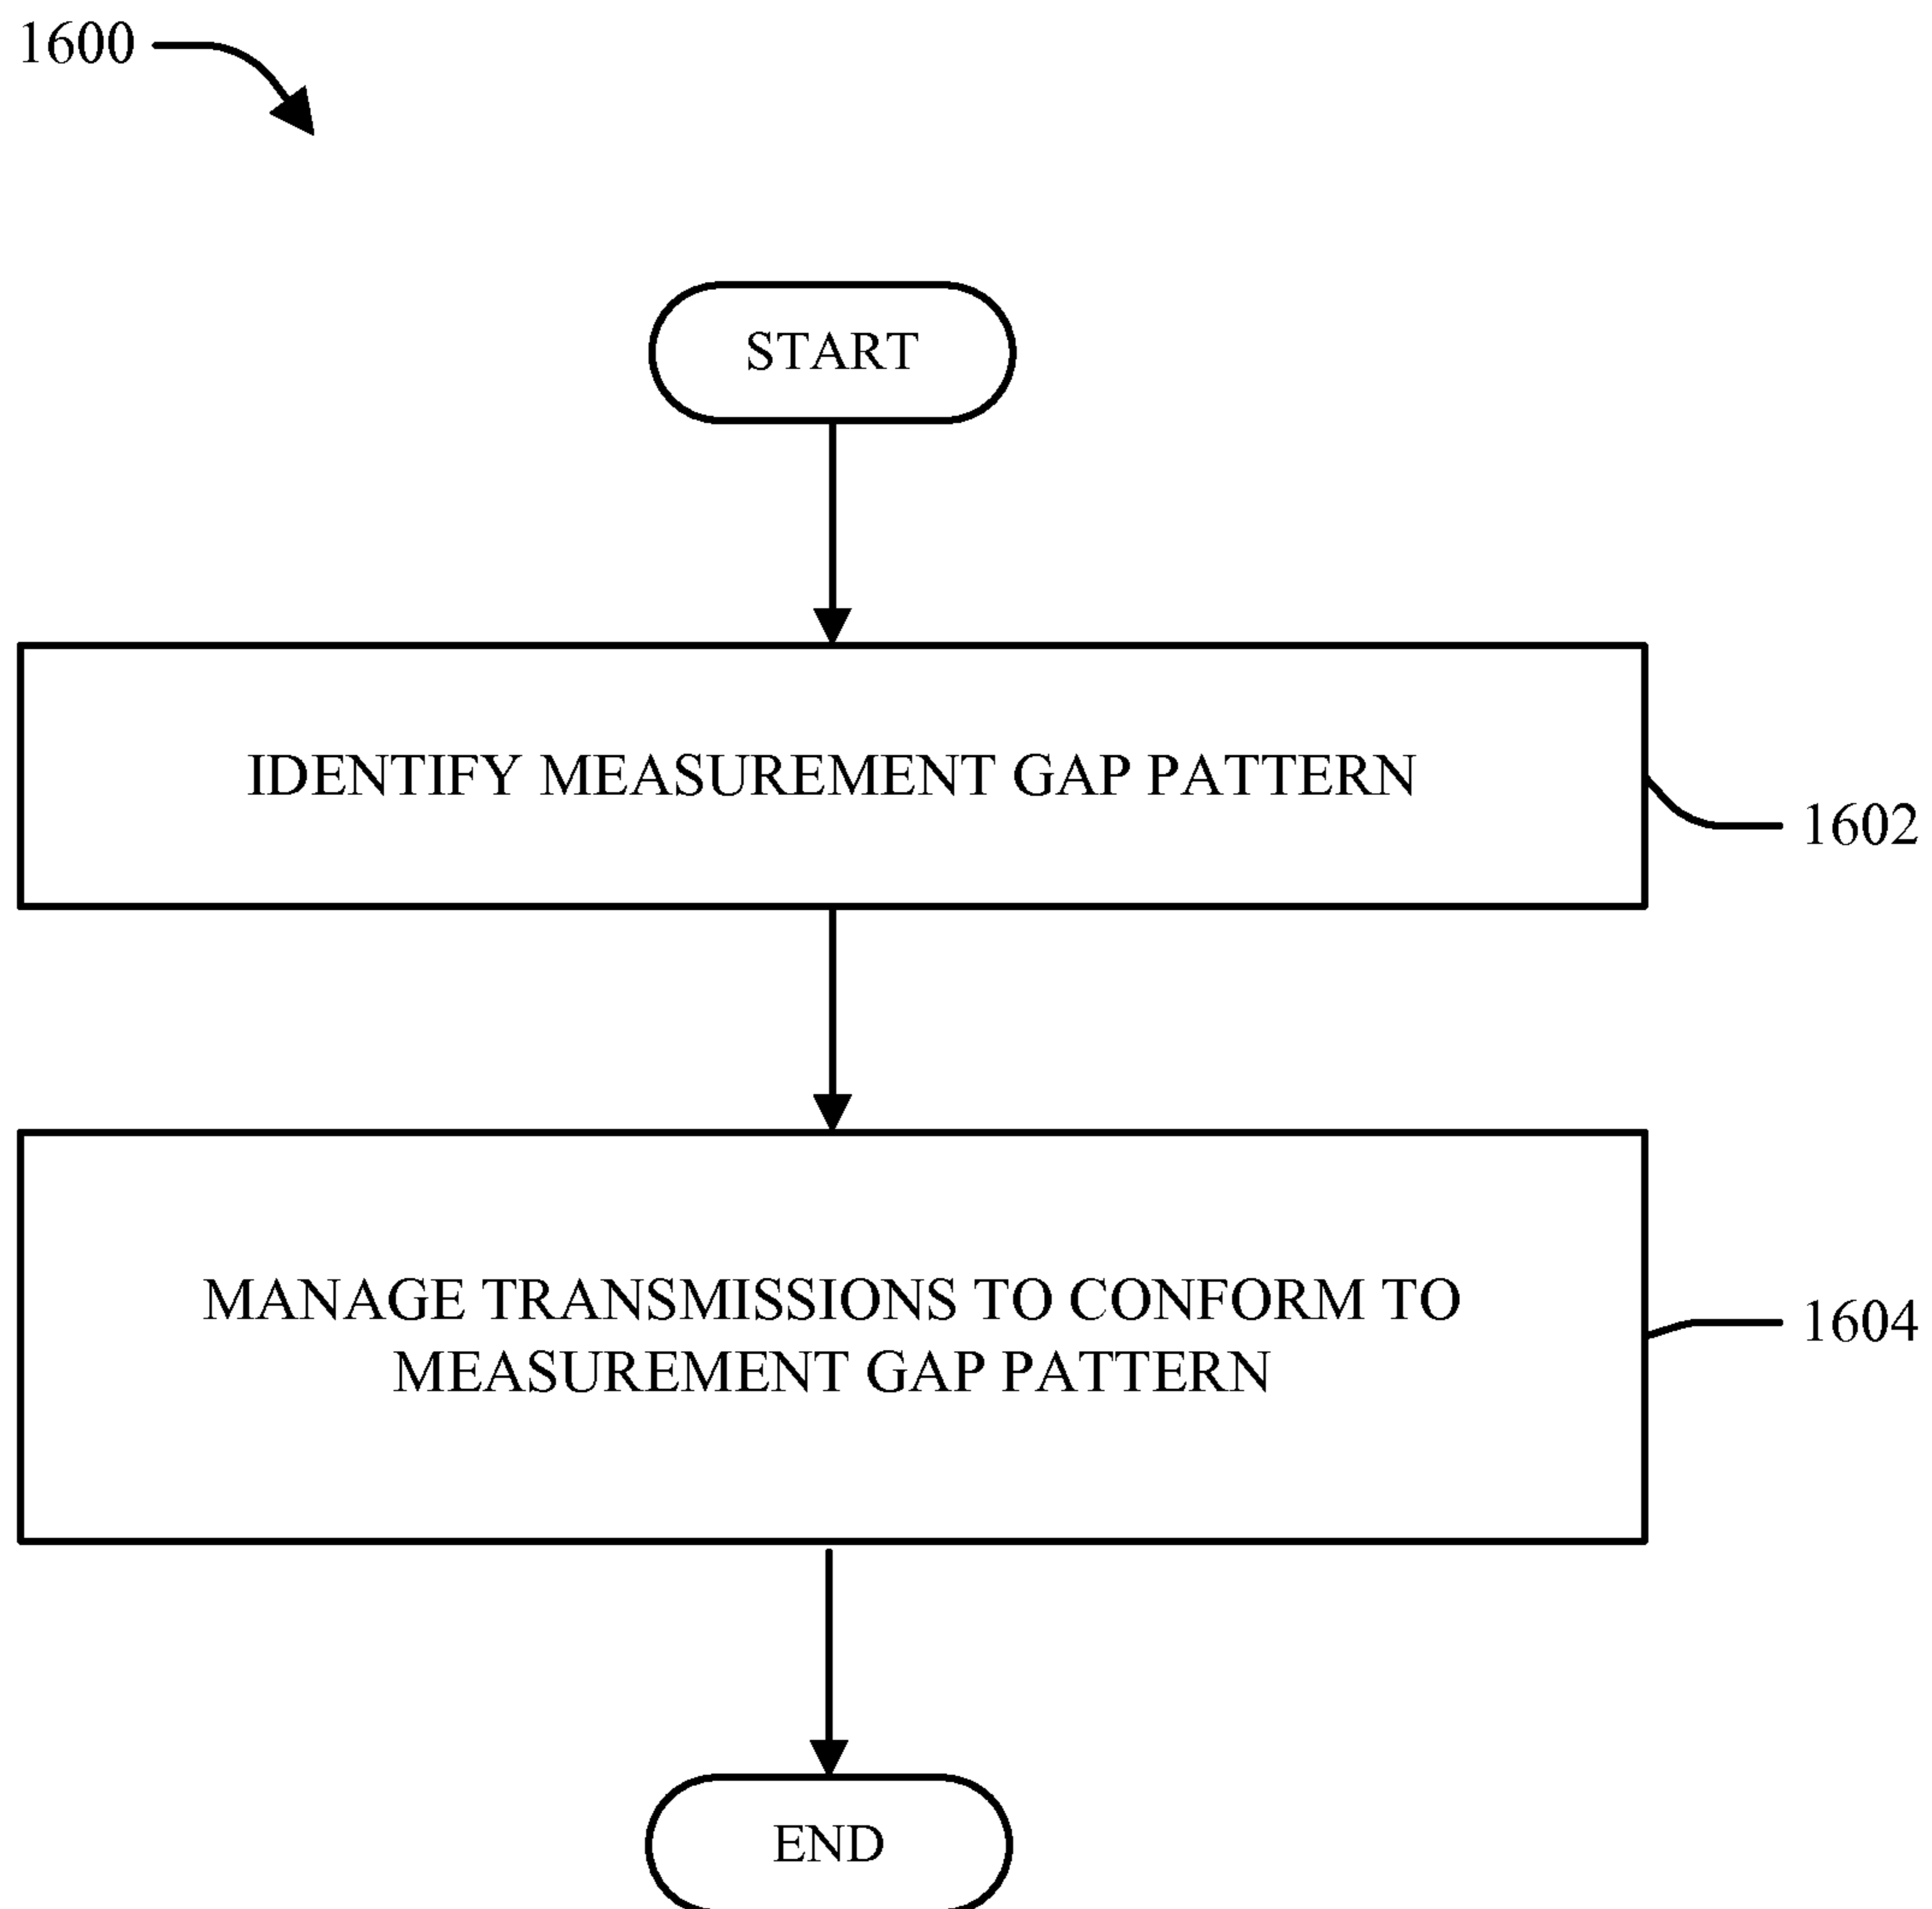 1600
START
IDENTIFY MEASUREMENT GAP PATTERN
1602
MANAGE TRANSMISSIONS TO CONFORM TO
MEASUREMENT GAP PATTERN
1604
END